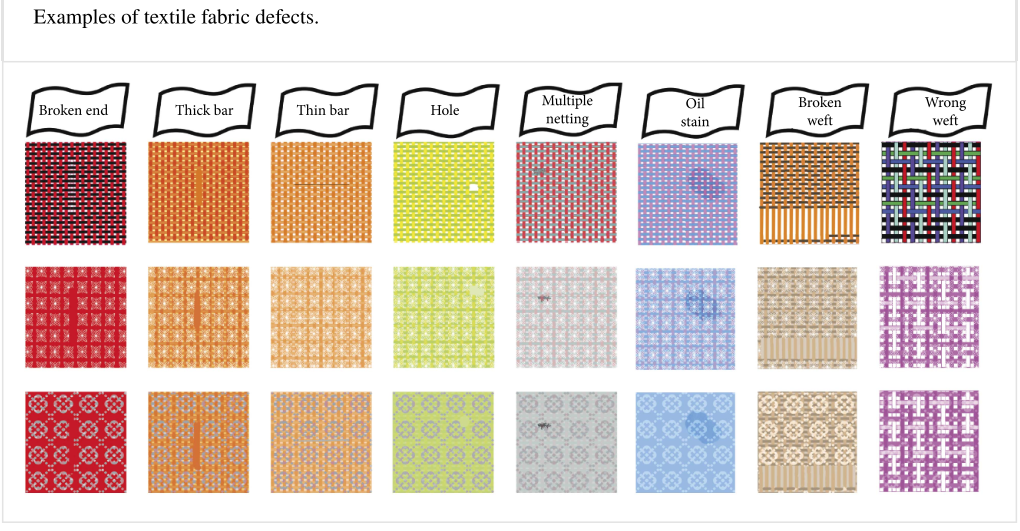 Examples of textile fabric defects.
Broken end
Thick bar
Thin bar
Hole
Multiple
netting
Oil
stain
Broken
weft
Wrong
weft